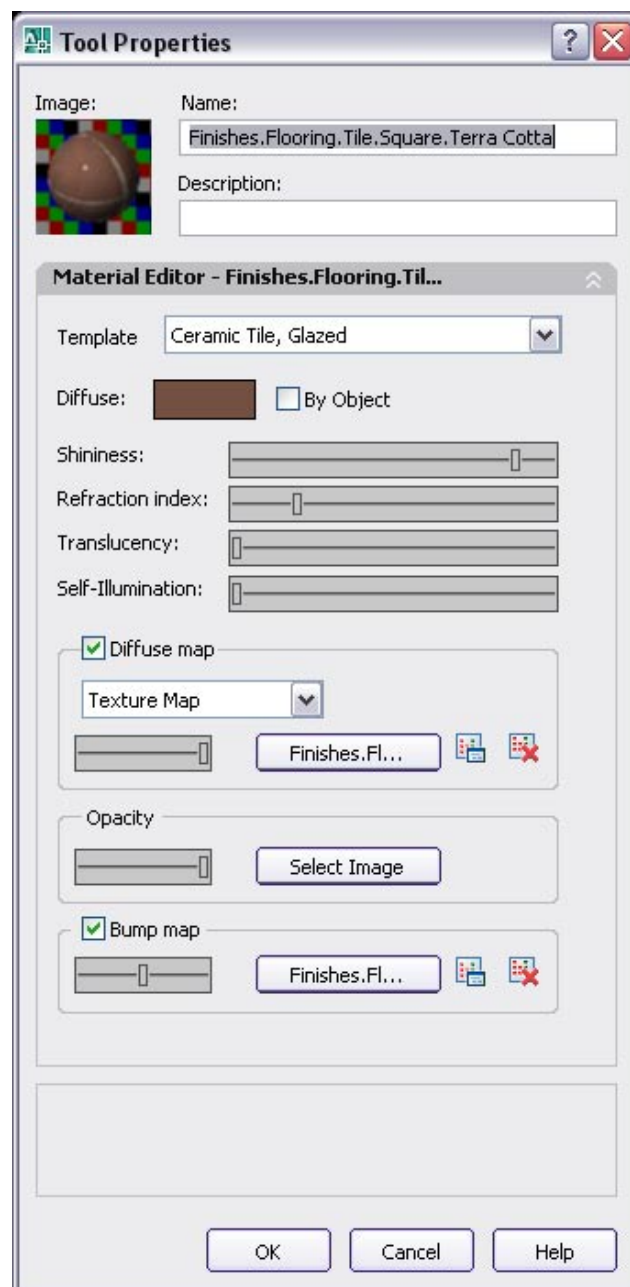 Tool Properties
Image:
Name:
Finishes.Flooring.Tile.Square.Terra Cotta
Description:
Material Editor - Finishes.Flooring.Til...
Template
Ceramic Tile, Glazed
Diffuse:
By Object
Shininess:
Refraction index:
Translucency:
Self-Illumination:
Diffuse map
Texture Map
Finishes.Fl...
Opacity
Select Image
Bump map
Finishes.Fl...
OK
Cancel
Help